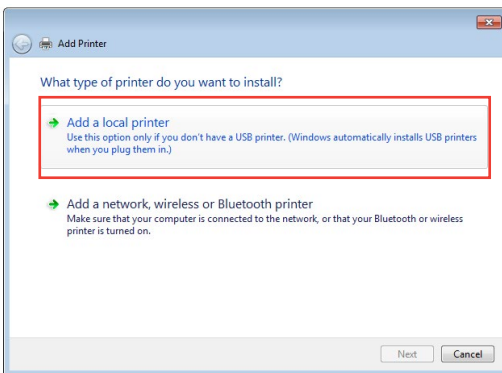 Add Printer
What type of printer do you want to install?
Add a local printer
Use this option only if you don't have a USB printer. (Windows automatically installs USB printers
when you plug them in.)
Add a network, wireless or Bluetooth printer
Make sure that your computer is connected to the network, or that your Bluetooth or wireless
printer is turned on.
Next Cancel